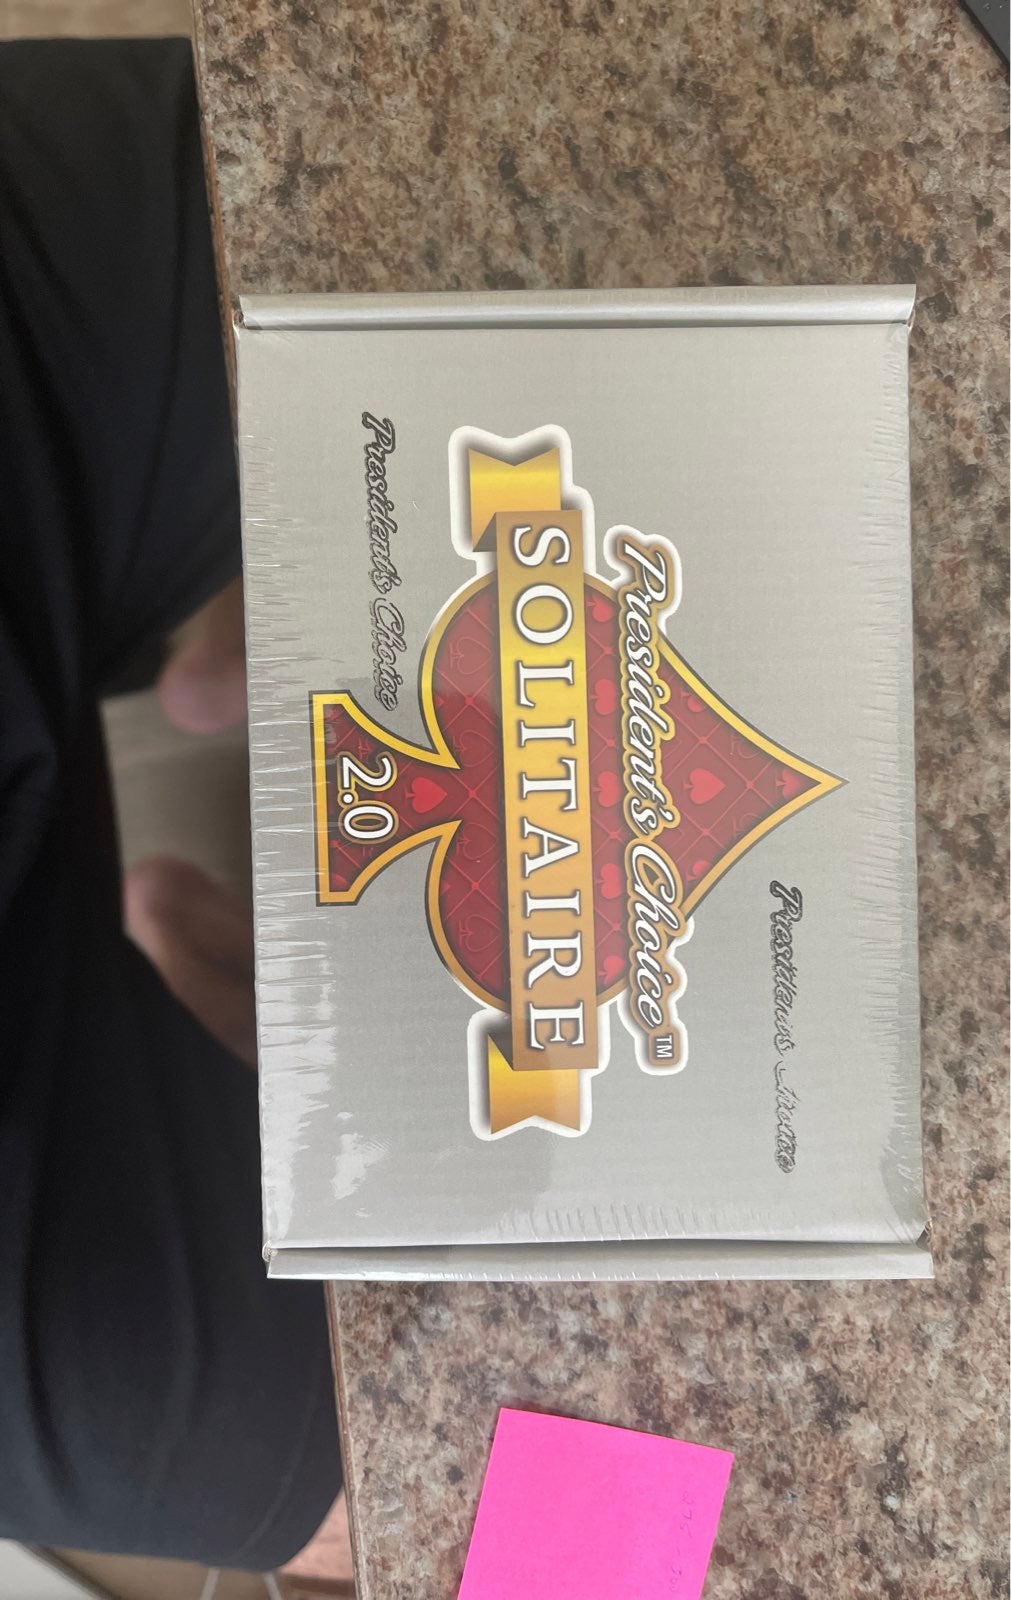 President's Choice
President's Choice™
SOLITAIRE
President's Choice
2.0